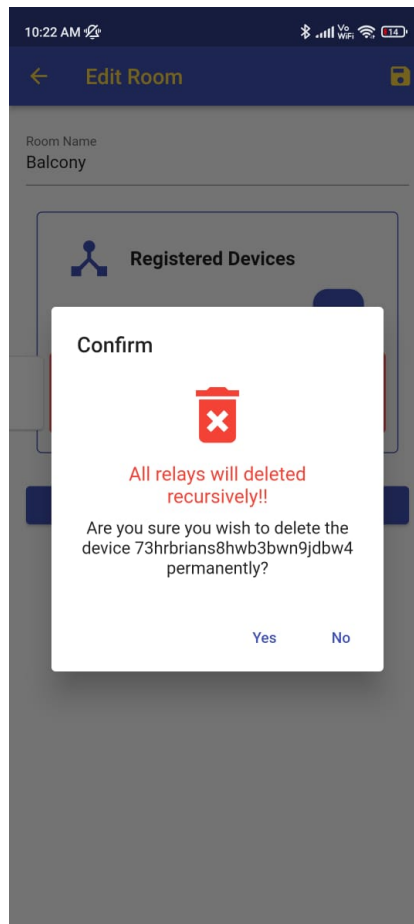 10:22 AM
Vo
WiFi
14
Edit Room
Room Name
Balcony
Registered Devices
Confirm
All relays will deleted
recursively!!
Are you sure you wish to delete the
device 73hrbrians8hwb3bwn9jdbw4
permanently?
Yes No